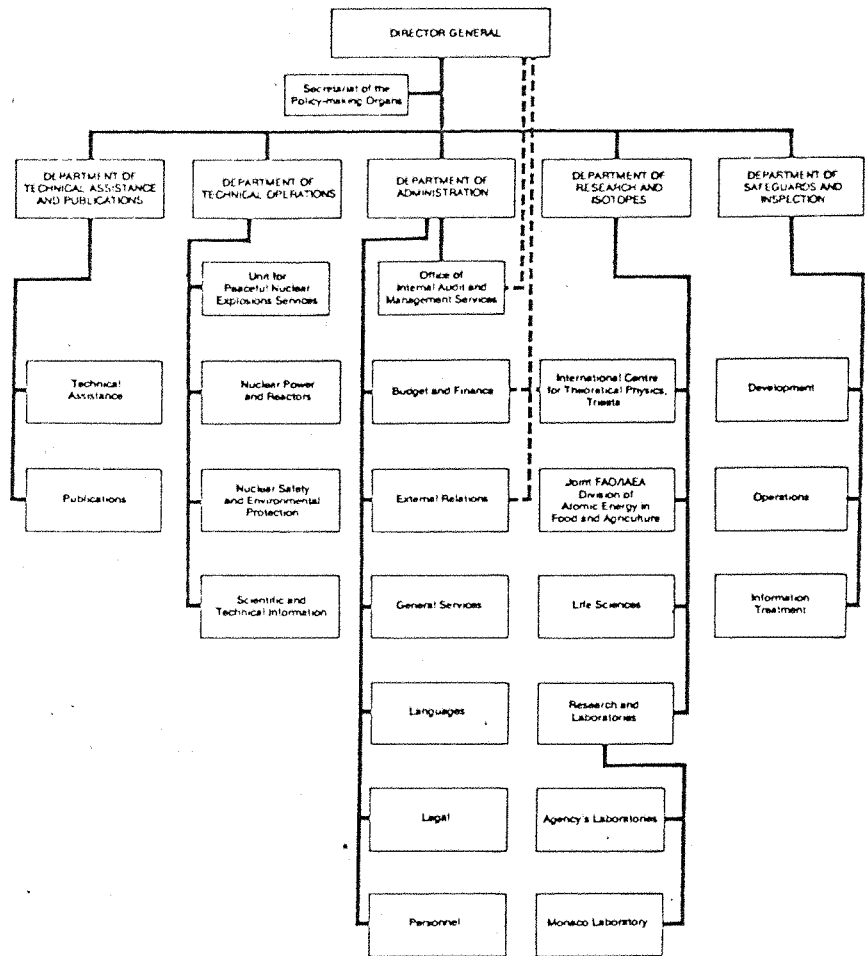 DIRECTOR GENERAL
Secretariat of the
Policy-making Organs
DEPARTMENT OF
TECHNICAL ASSISTANCE
AND PUBLICATIONS
DEPARTMENT OF
TECHNICAL OPERATIONS
DEPARTMENT OF
ADMINISTRATION
DEPARTMENT OF
RESEARCH AND
ISOTOPES
DEPARTMENT OF
SAFEGUARDS AND
INSPECTION
Unit for
Peaceful Nuclear
Explosions Services
Office of
Internal Audit and
Management Services
Technical
Assistance
Nuclear Power
and Reactors
Budget and Finance
International Centre
for Theoretical Physics,
Trieste
Development
Publications
Nuclear Safety
and Environmental
Protection
External Relations
Joint FAO/IAEA
Division of
Atomic Energy in
Food and Agriculture
Operations
Scientific and
Technical Information
General Services
Life Sciences
Information
Treatment
Languages
Research and
Laboratories
Legal
Agency's Laboratories
Personnel
Monaco Laboratory